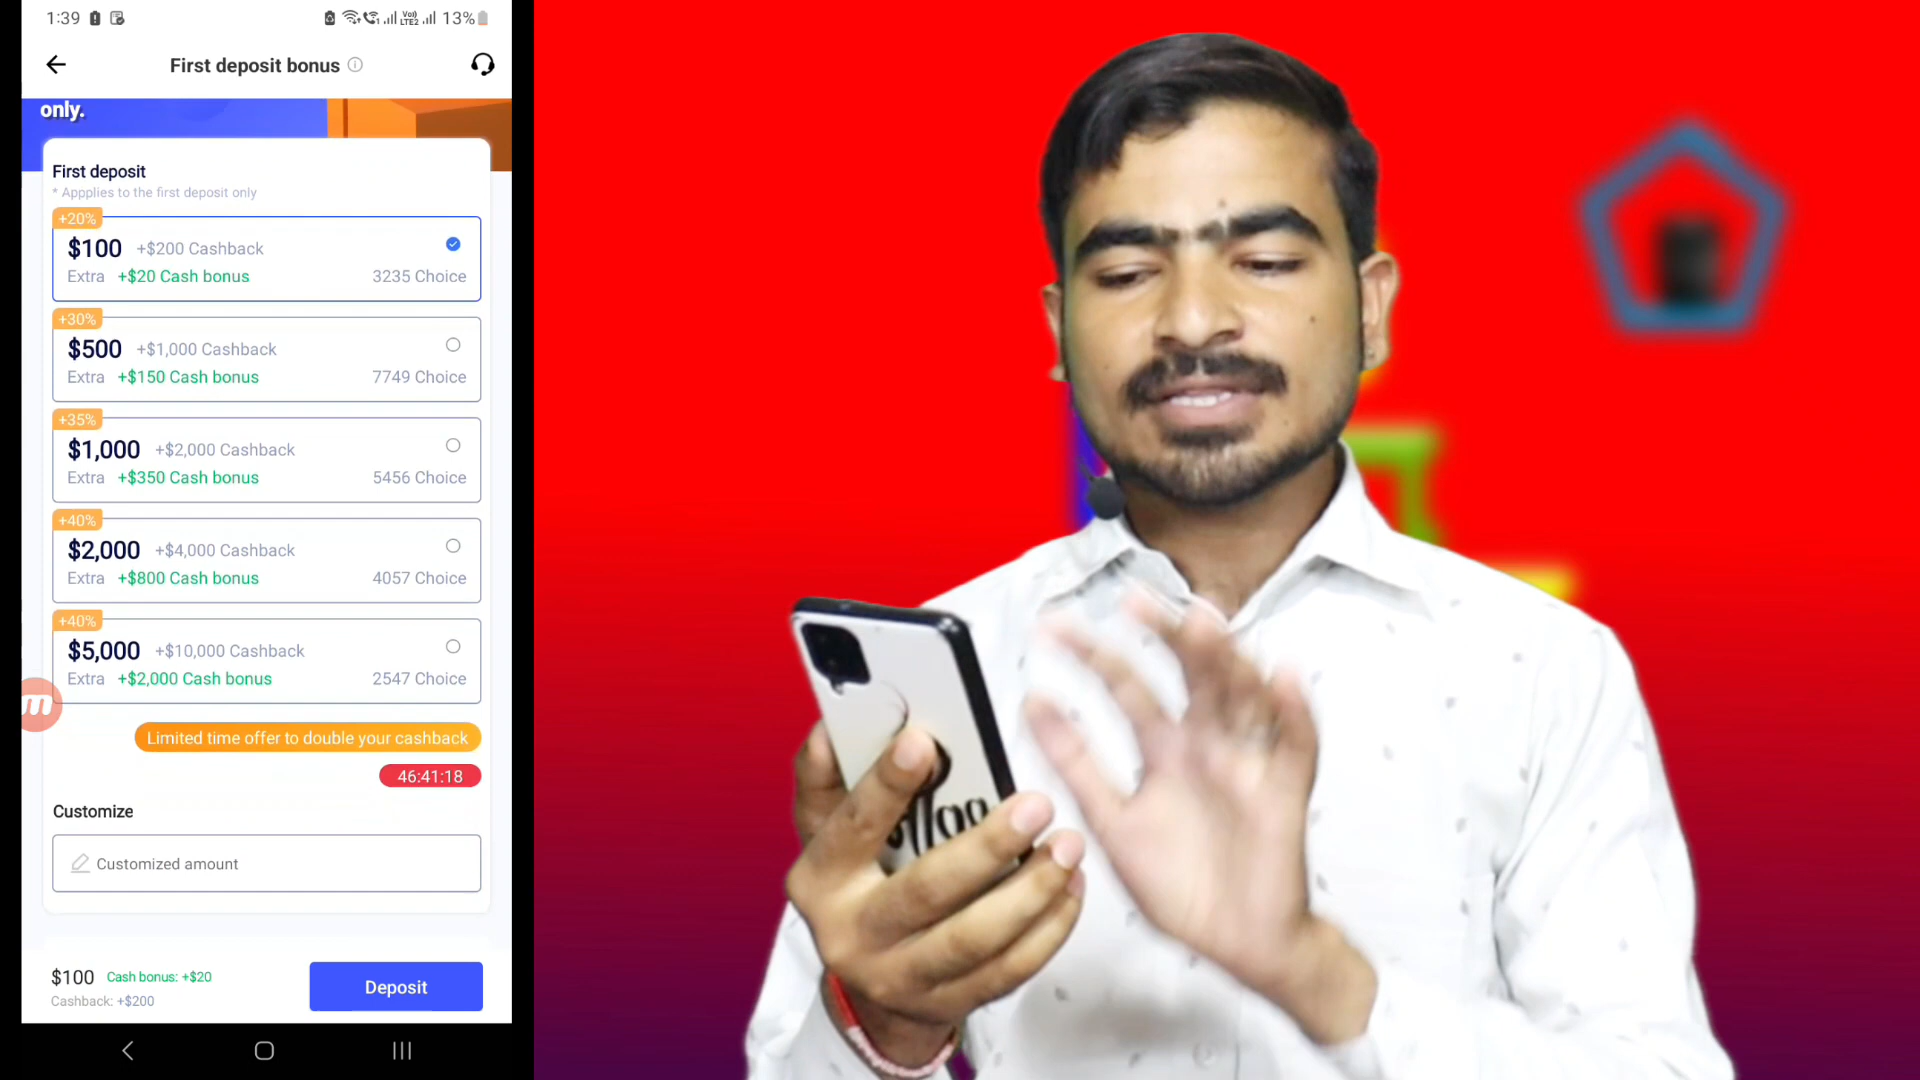 1:39
Vo)) LTE2 13%
First deposit bonus
only.
First deposit
* Appplies to the first deposit only
+20%
$100 +$200 Cashback
Extra +$20 Cash bonus 3235 Choice
+30%
$500 +$1,000 Cashback
Extra +$150 Cash bonus 7749 Choice
+35%
$1,000 +$2,000 Cashback
Extra +$350 Cash bonus 5456 Choice
+40%
$2,000 +$4,000 Cashback
Extra +$800 Cash bonus 4057 Choice
+40%
$5,000 +$10,000 Cashback
Extra +$2,000 Cash bonus 2547 Choice
m
Limited time offer to double your cashback
46:41:18
Customize
Customized amount
$100 Cash bonus: +$20
Cashback: +$200
Deposit